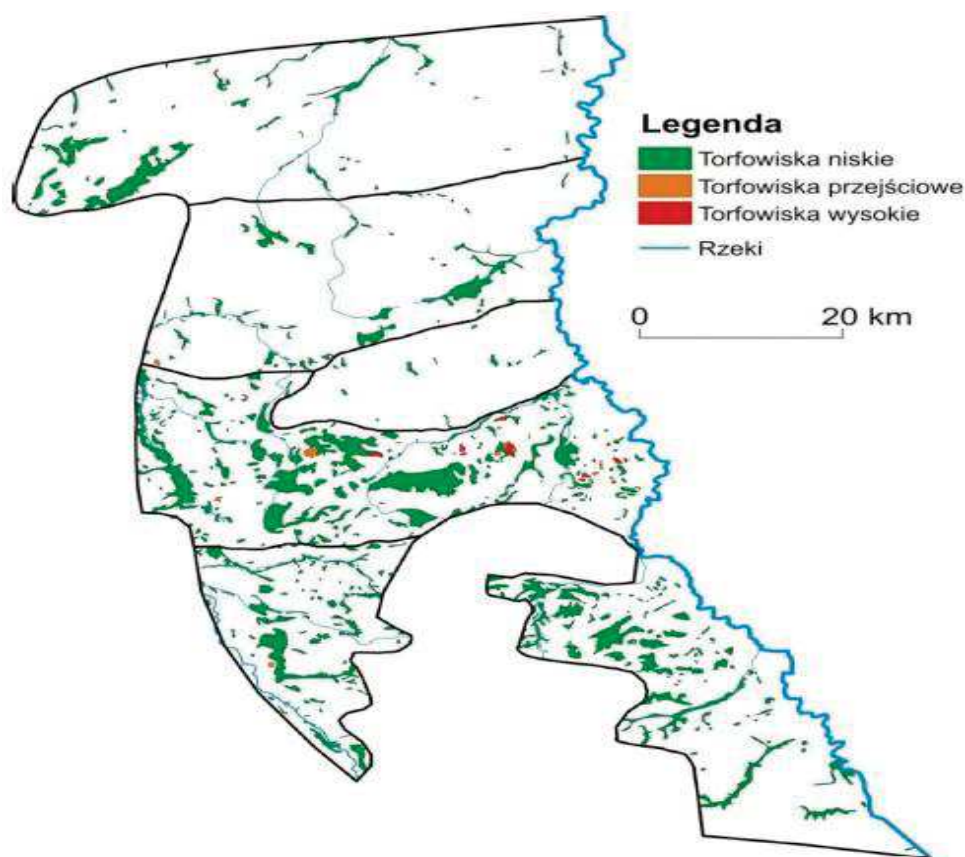 Legenda
Torfowiska niskie
Torfowiska przejściowe
Torfowiska wysokie
Rzeki
0 20 km